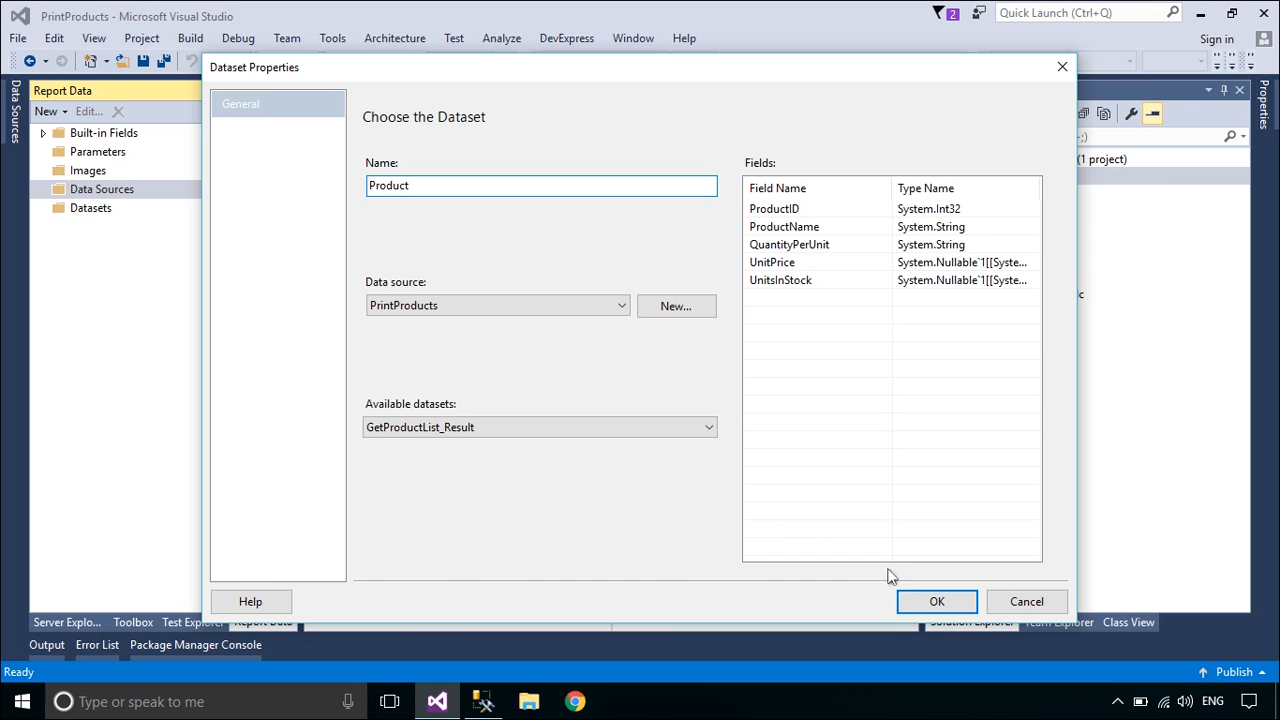 PrintProducts - Microsoft Visual Studio
2
Quick Launch (Ctrl+Q)
File Edit View Project Build Debug Team Tools Architecture Test Analyze DevExpress Window Help
Sign in
Data Sources
Report Data
New Edit...
Built-in Fields
Parameters
Images
Data Sources
Datasets
Dataset Properties
General
Choose the Dataset
Name:
Product
Data source:
PrintProducts
New...
Available datasets:
GetProductList_Result
Fields:
Field Name Type Name
ProductID System.Int32
ProductName System.String
QuantityPerUnit System.String
UnitPrice System.Nullable`1[[Syste...
UnitsInStock System.Nullable`1[[Syste...
Help
OK
Cancel
(1 project)
Properties
Server Explo... Toolbox Test Explorer Report Data
Solution Explorer Team Explorer Class View
Output Error List Package Manager Console
Ready
Publish
Type here or speak to me
ENG